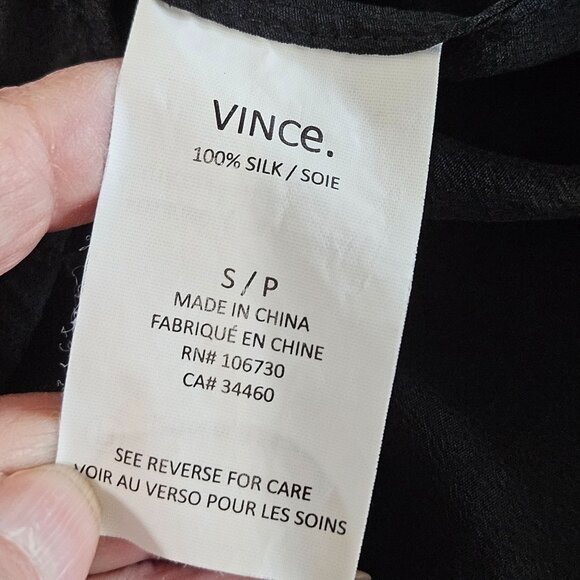 VINCe.
100% SILK / SOIE
S / P
MADE IN CHINA
FABRIQUÉ EN CHINE
RN# 106730
CA# 34460
SEE REVERSE FOR CARE
VOIR AU VERSO POUR LES SOINS